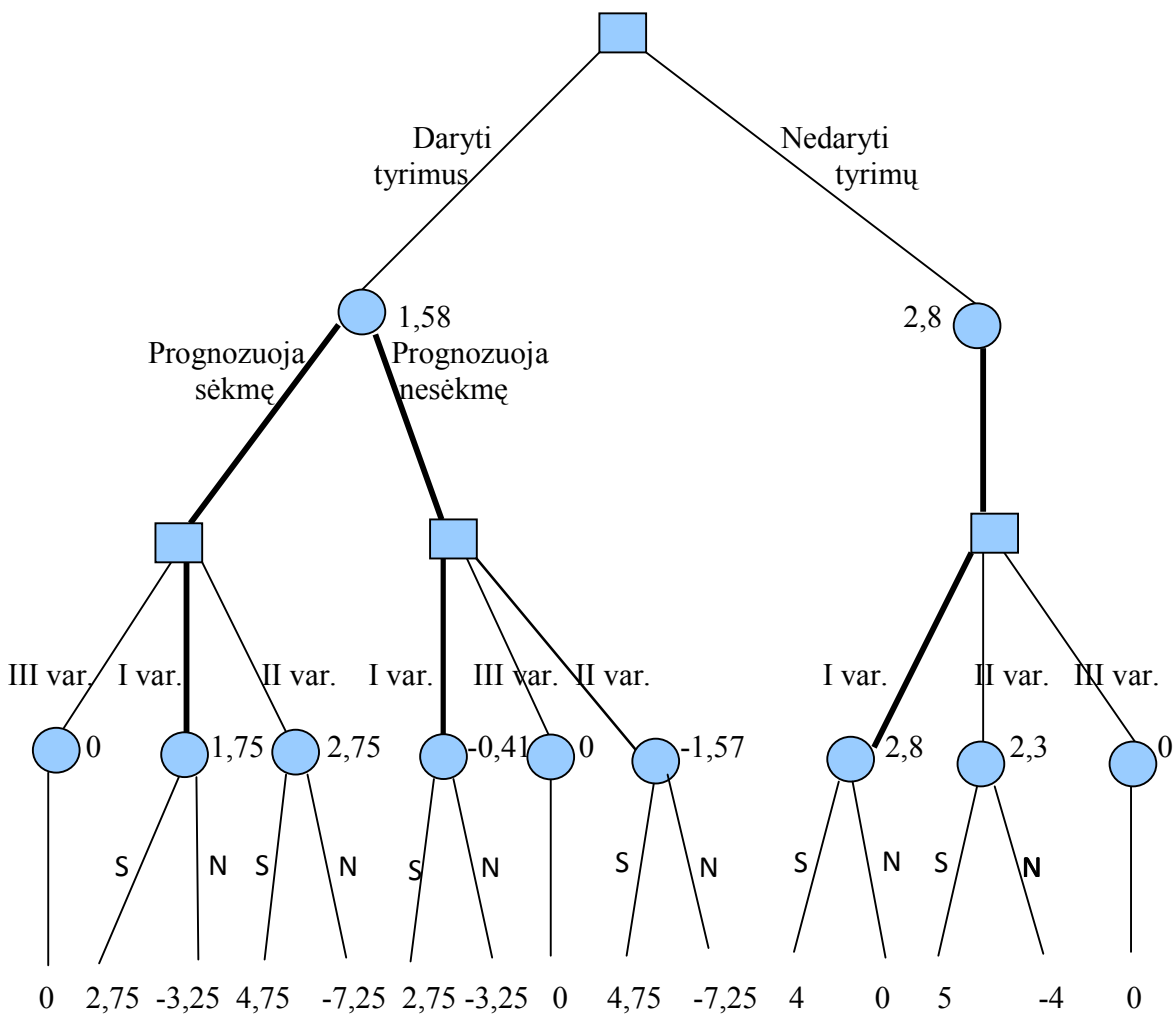 Daryti
tyrimus
Nedaryti
tyrimų
1,58
2,8
Prognozuoja
sėkmę
Prognozuoja
nesėkmę
III var. I var. II var. I var. III var. II var. I var. II var. III var.
0 1,75 2,75 -0,41 0 -1,57 2,8 2,3 0
S N S N S N S N S N S N
0 2,75 -3,25 4,75 -7,25 2,75 -3,25 0 4,75 -7,25 4 0 5 -4 0